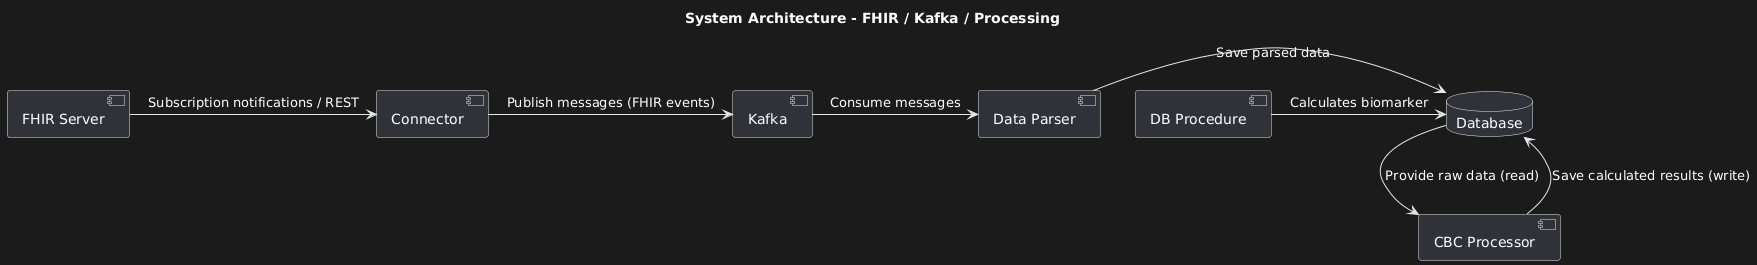 System Architecture - FHIR / Kafka / Processing
Save parsed data
Subscription notifications / REST
Publish messages (FHIR events)
Consume messages
Calculates biomarker
FHIR Server
Connector
Kafka
Data Parser
DB Procedure
Database
Provide raw data (read)
Save calculated results (write)
CBC Processor